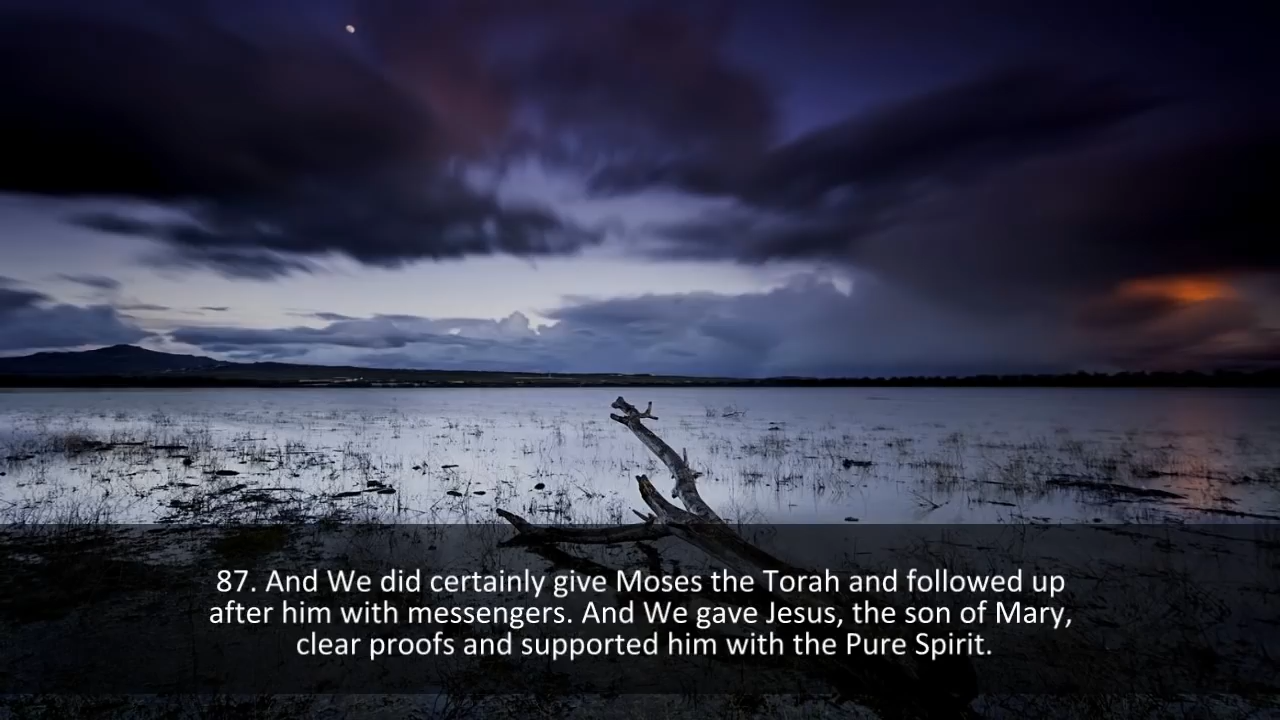 87. And We did certainly give Moses the Torah and followed up
after him with messengers. And We gave Jesus, the son of Mary,
clear proofs and supported him with the Pure Spirit.